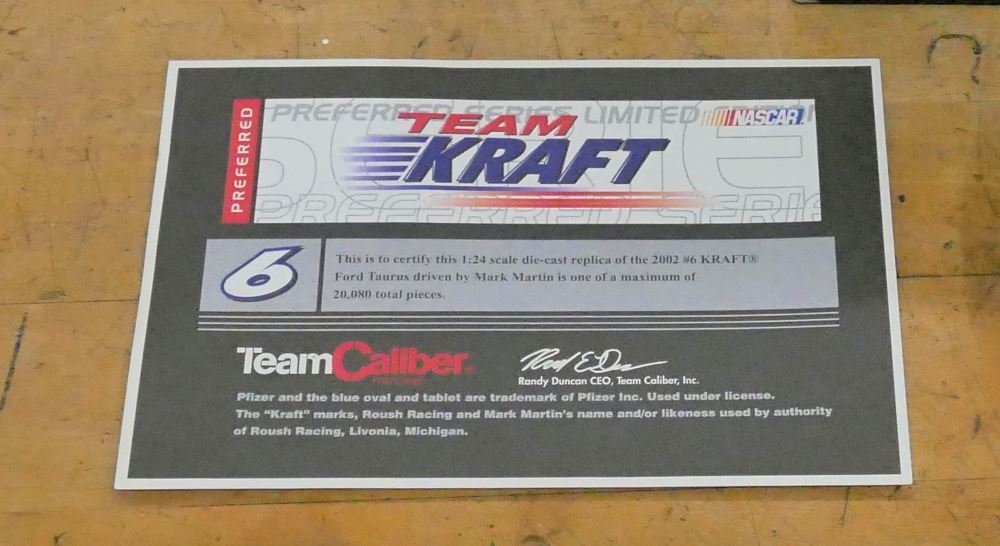 PREFERRED
PREFERRED SERIES LIMITED EDITION
NASCAR
TEAM
KRAFT
PREFERRED SERIE
6
This is to certify this is 1:24 scale die-cast replica of the 2002 #6 KRAFT®
Ford Taurus driven by Mark Martin is one of a maximum of
20,080 total pieces.
TeamCaliber®
PREFERRED
Randy Duncan CEO, Team Caliber, Inc.
Pfizer and the blue oval and tablet are trademark of Pfizer Inc. Used under license.
The "Kraft" marks, Roush Racing and Mark Martin's name and/or likeness used by authority
of Roush Racing, Livonia, Michigan.